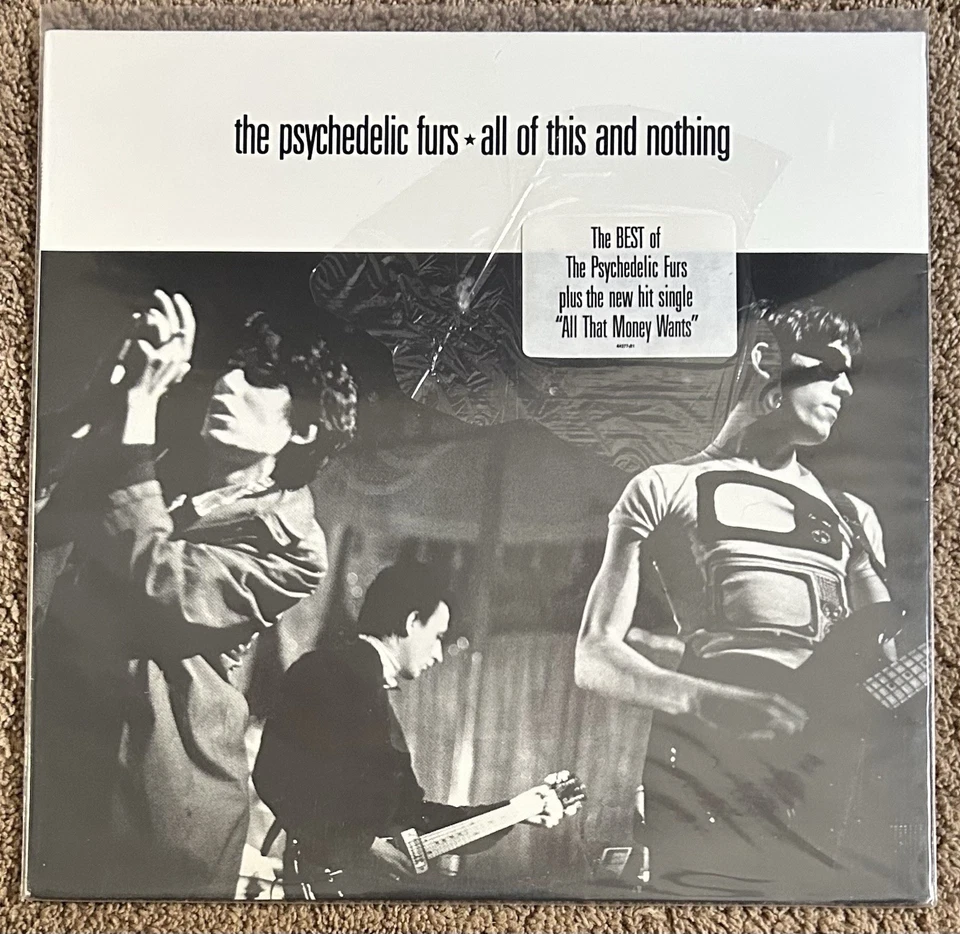 the psychedelic furs ★ all of this and nothing
The BEST of
The Psychedelic Furs
plus the new hit single
"All That Money Wants"